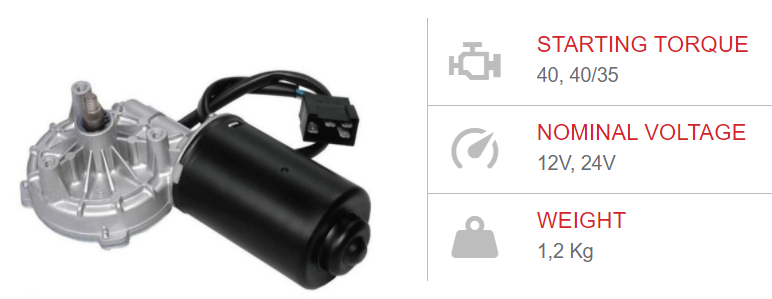 STARTING TORQUE
40, 40/35
NOMINAL VOLTAGE
12V, 24V
WEIGHT
1,2 Kg